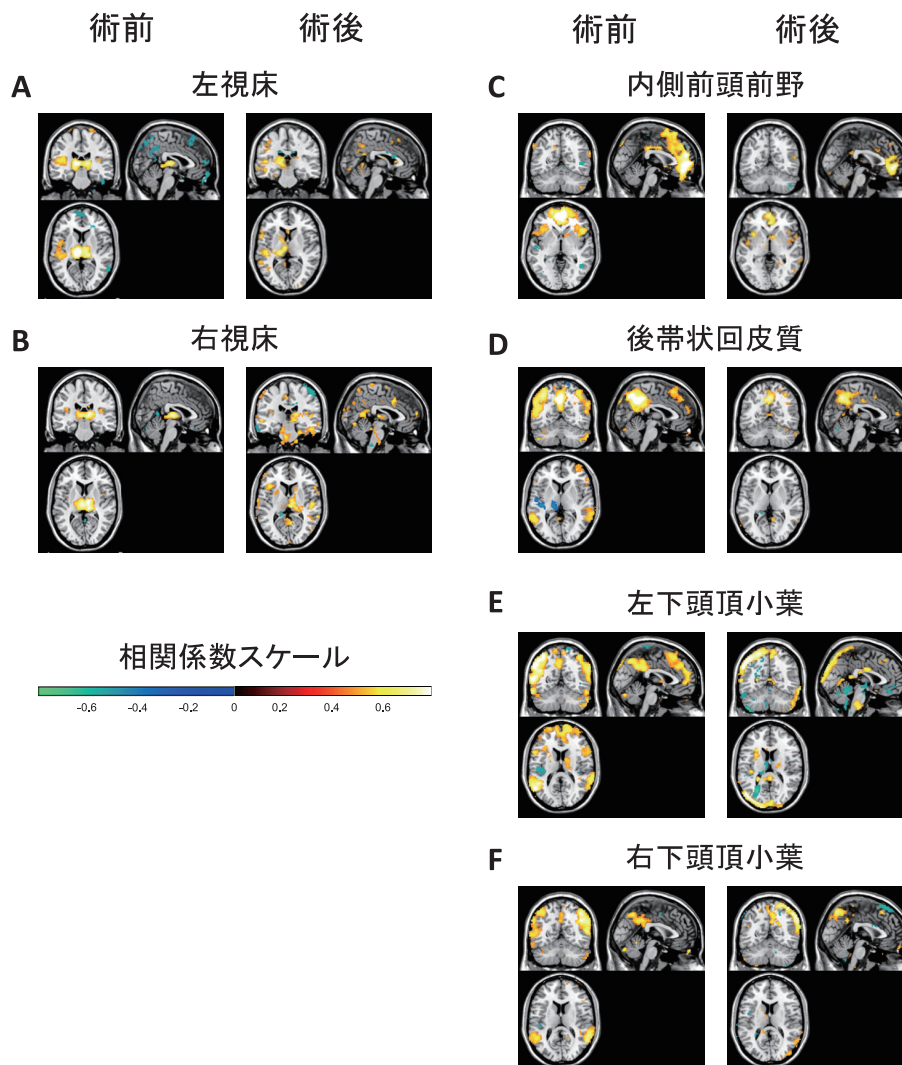 術前 術後 術前 術後
A 左視床
C 内側前頭前野
B 右視床
D 後帯状回皮質
E 左下頭頂小葉
相関係数スケール
-0.6 -0.4 -0.2 0 0.2 0.4 0.6
F 右下頭頂小葉